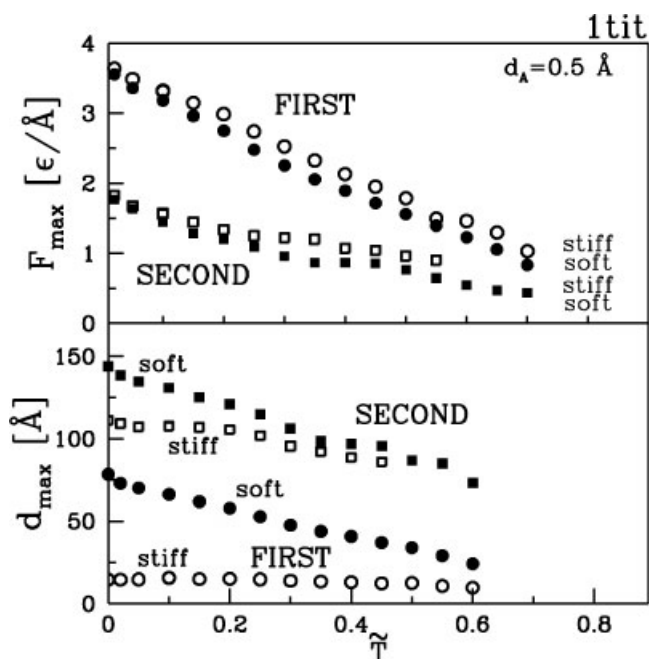 1tit
d_A=0.5 Å
F_max [ϵ/Å]
4
3
2
1
0
FIRST
SECOND
stiff
soft
stiff
soft
d_max [Å]
150
100
50
0
soft
SECOND
stiff
soft
stiff FIRST
0 0.2 0.4 0.6 0.8
T̃